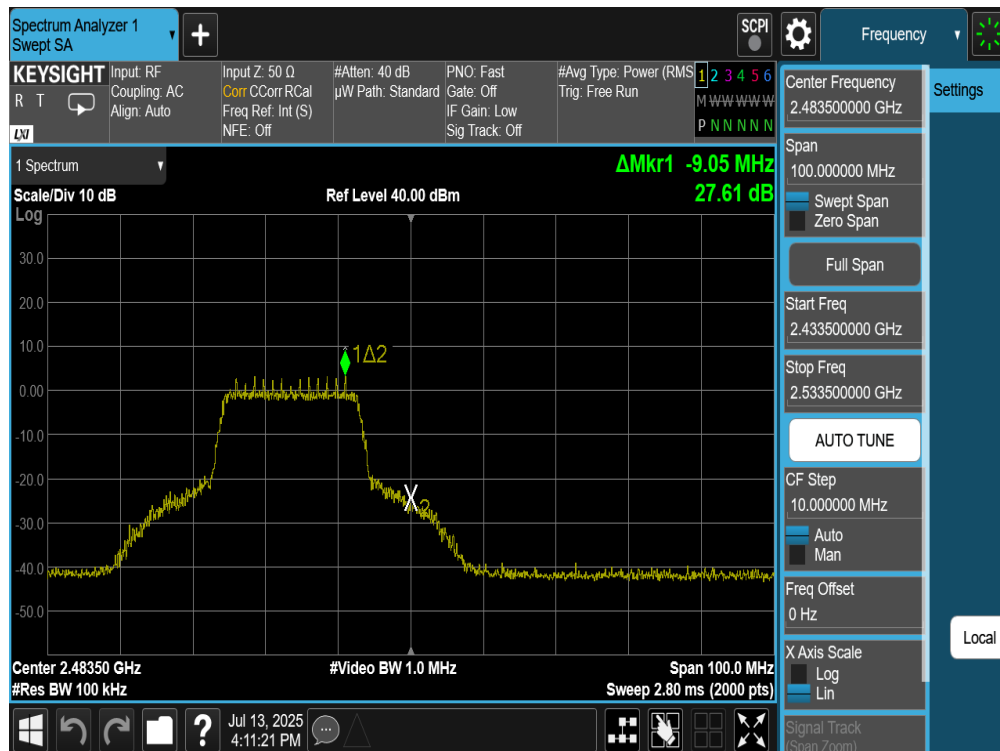 Spectrum Analyzer 1
Swept SA
+
SCPI
Frequency
KEYSIGHT
R T
LXI
Input: RF
Coupling: AC
Align: Auto
Input Z: 50 Ω
Corr CCorr RCal
Freq Ref: Int (S)
NFE: Off
#Atten: 40 dB
µW Path: Standard
PNO: Fast
Gate: Off
IF Gain: Low
Sig Track: Off
#Avg Type: Power (RMS
Trig: Free Run
1 2 3 4 5 6
M W W W W W
P N N N N N
1 Spectrum
ΔMkr1 -9.05 MHz
27.61 dB
Scale/Div 10 dB
Ref Level 40.00 dBm
Log
30.0
20.0
10.0
0.00
-10.0
-20.0
-30.0
-40.0
-50.0
1Δ2
X2
Center 2.48350 GHz
#Video BW 1.0 MHz
Span 100.0 MHz
#Res BW 100 kHz
Sweep 2.80 ms (2000 pts)
Center Frequency
2.483500000 GHz
Span
100.000000 MHz
Swept Span
Zero Span
Full Span
Start Freq
2.433500000 GHz
Stop Freq
2.533500000 GHz
AUTO TUNE
CF Step
10.000000 MHz
Auto
Man
Freq Offset
0 Hz
X Axis Scale
Log
Lin
Signal Track
(Span Zoom)
Settings
Local
?
Jul 13, 2025
4:11:21 PM